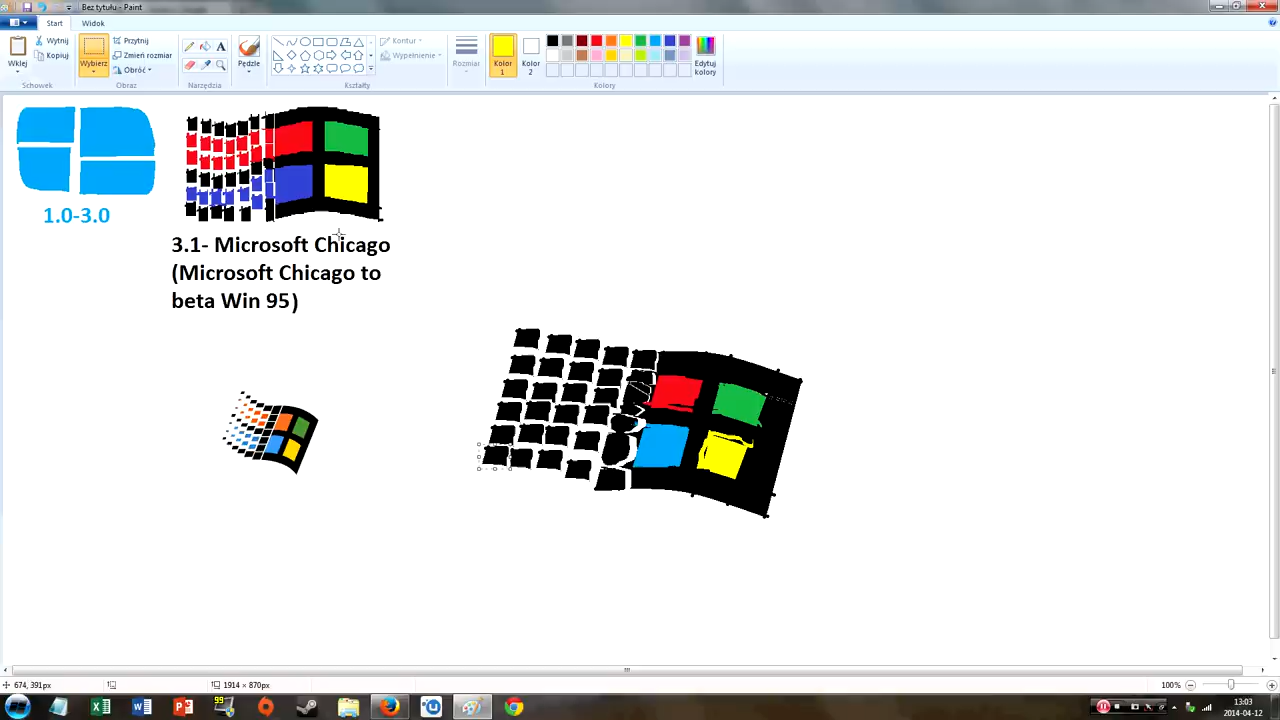 Bez tytułu - Paint
Start Widok
Wklej
Wytnij
Kopiuj
Schowek
Wybierz
Przytnij
Zmień rozmiar
Obróć
Obraz
A
Narzędzia
Pędzle
Kształty
Kontur
Wypełnienie
Rozmiar
Kolor 1
Kolor 2
Edytuj kolory
Kolory
1.0-3.0
3.1- Microsoft Chicago
(Microsoft Chicago to
beta Win 95)
674, 391px
1914 × 870px
100%
99
13:03
2014-04-12